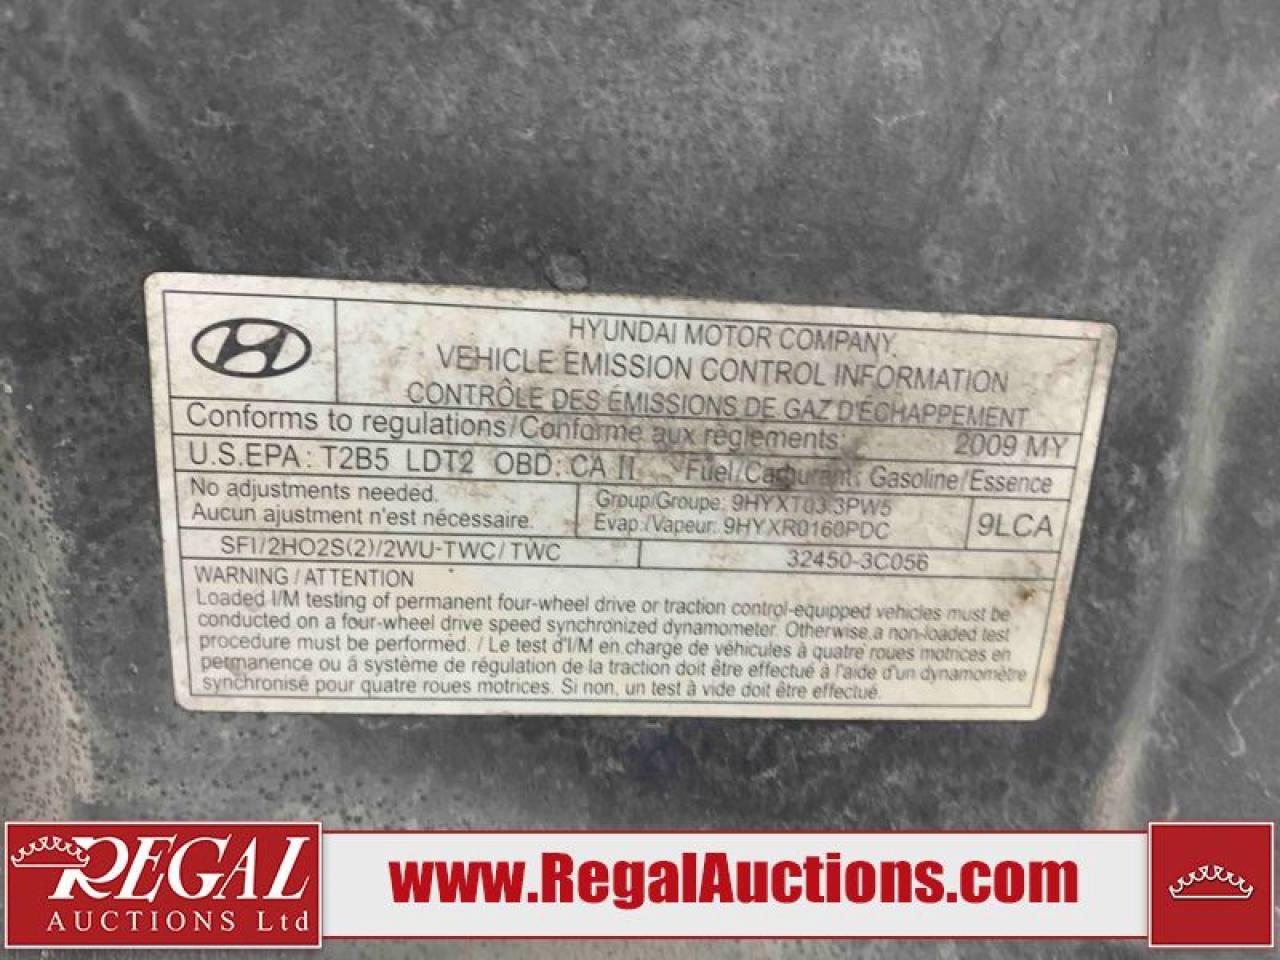 HYUNDAI MOTOR COMPANY.
VEHICLE EMISSION CONTROL INFORMATION
CONTRÔLE DES ÉMISSIONS DE GAZ D'ÉCHAPPEMENT
Conforms to regulations/Conforme aux règlements: 2009 MY
U.S.EPA: T2B5 LDT2 OBD: CA II Fuel/Carburant: Gasoline/Essence
No adjustments needed.
Aucun ajustment n'est nécessaire.
Group/Groupe: 9HYXT03.3PW5
Evap./Vapeur: 9HYXR0160PDC
9LCA
SFI/2HO2S(2)/2WU-TWC/TWC
32450-3C056
WARNING/ATTENTION
Loaded I/M testing of permanent four-wheel drive or traction control-equipped vehicles must be
conducted on a four-wheel drive speed synchronized dynamometer. Otherwise, a non-loaded test
procedure must be performed. / Le test d'I/M en charge de véhicules à quatre roues motrices en
permanence ou á système de régulation de la traction doit être effectué à l'aide d'un dynamomètre
synchronisé pour quatre roues motrices. Si non, un test à vide doit être effectué.
REGAL
AUCTIONS Ltd
www.RegalAuctions.com